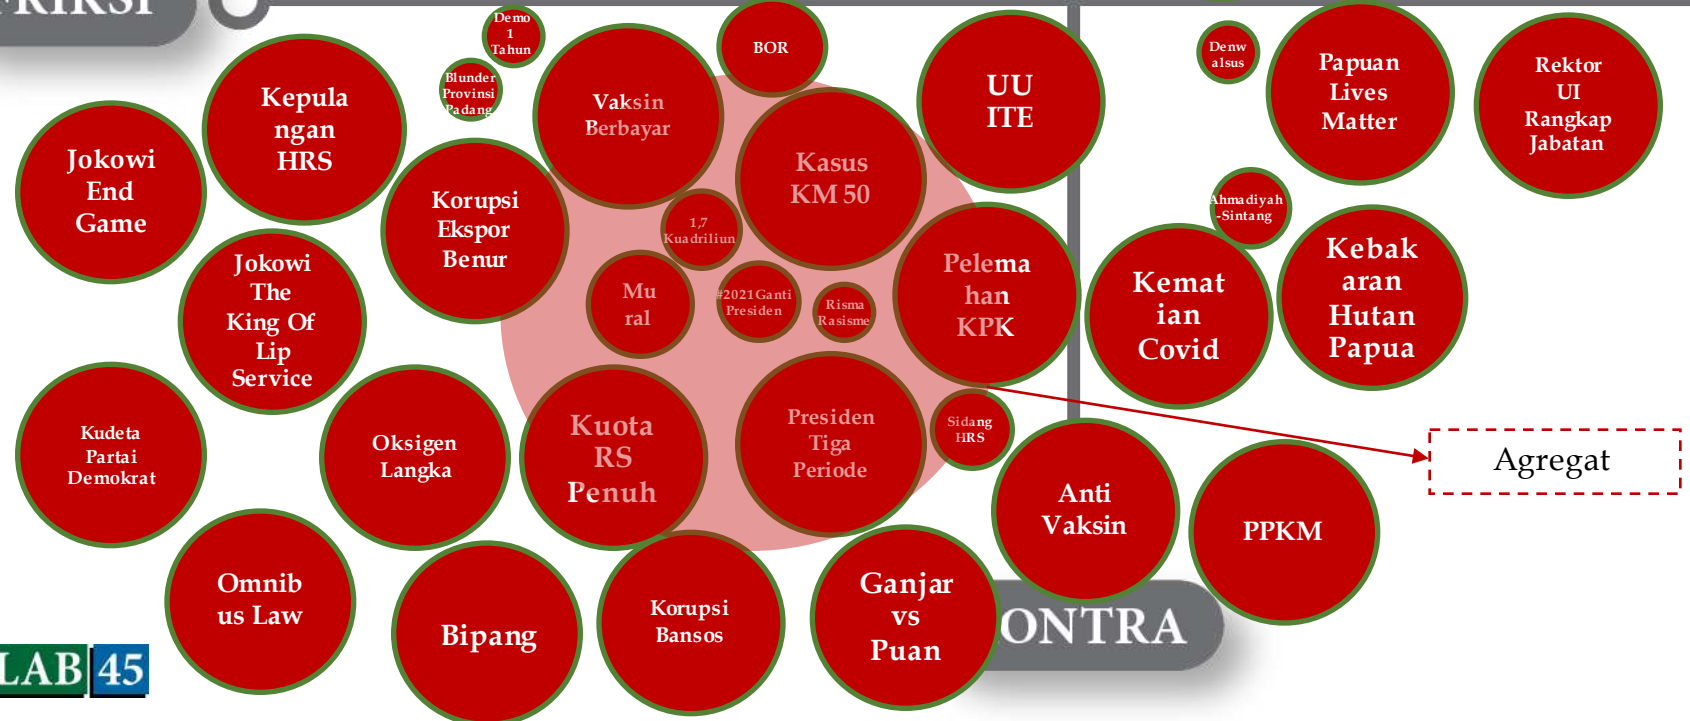 FRIKSI
Demo
1
Tahun
Blunder
Provinsi
Padang
BOR
Vaksin
Berbayar
UU
ITE
Denw
alsus
Papuan
Lives
Matter
Rektor
UI
Rangkap
Jabatan
Kepula
ngan
HRS
Jokowi
End
Game
Korupsi
Ekspor
Benur
Kasus
KM 50
1,7
Kuadriliun
Ahmadiyah
-Sintang
Jokowi
The
King Of
Lip
Service
Mu
ral
#2021Ganti
Presiden
Risma
Rasisme
Pelema
han
KPK
Kemat
ian
Covid
Kebak
aran
Hutan
Papua
Kudeta
Partai
Demokrat
Oksigen
Langka
Kuota
RS
Penuh
Presiden
Tiga
Periode
Sidang
HRS
Agregat
Anti
Vaksin
PPKM
Omnib
us Law
Bipang
Korupsi
Bansos
Ganjar
vs
Puan
ONTRA
LAB 45